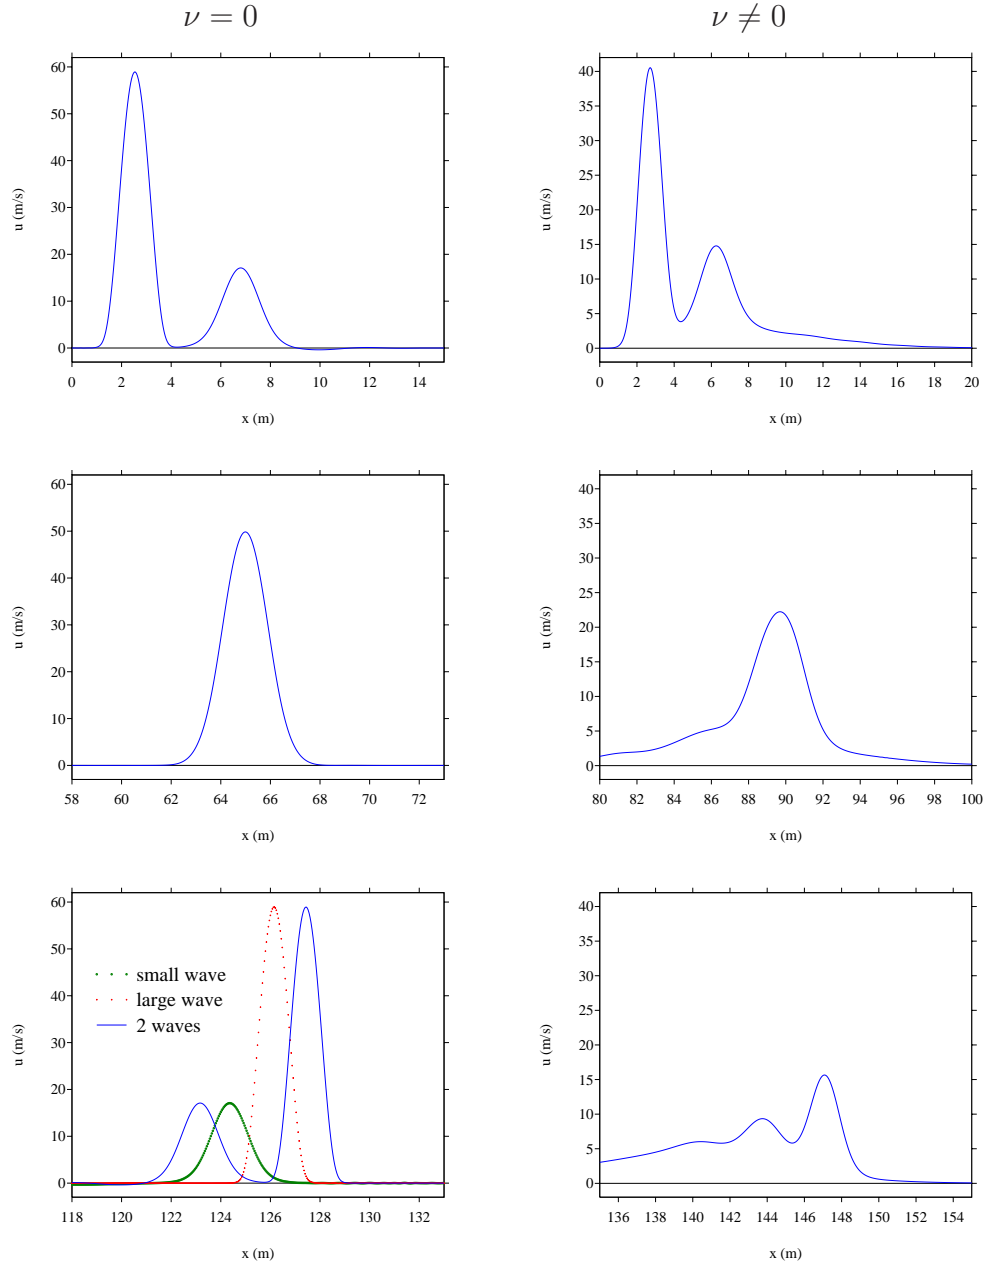 ν = 0
ν ≠ 0
60
50
40
30
20
10
0
u (m/s)
0 2 4 6 8 10 12 14
x (m)
40
35
30
25
20
15
10
5
0
u (m/s)
0 2 4 6 8 10 12 14 16 18 20
x (m)
60
50
40
30
20
10
0
u (m/s)
58 60 62 64 66 68 70 72
x (m)
40
35
30
25
20
15
10
5
0
u (m/s)
80 82 84 86 88 90 92 94 96 98 100
x (m)
60
50
40
30
20
10
0
u (m/s)
small wave
large wave
2 waves
118 120 122 124 126 128 130 132
x (m)
40
35
30
25
20
15
10
5
0
u (m/s)
136 138 140 142 144 146 148 150 152 154
x (m)